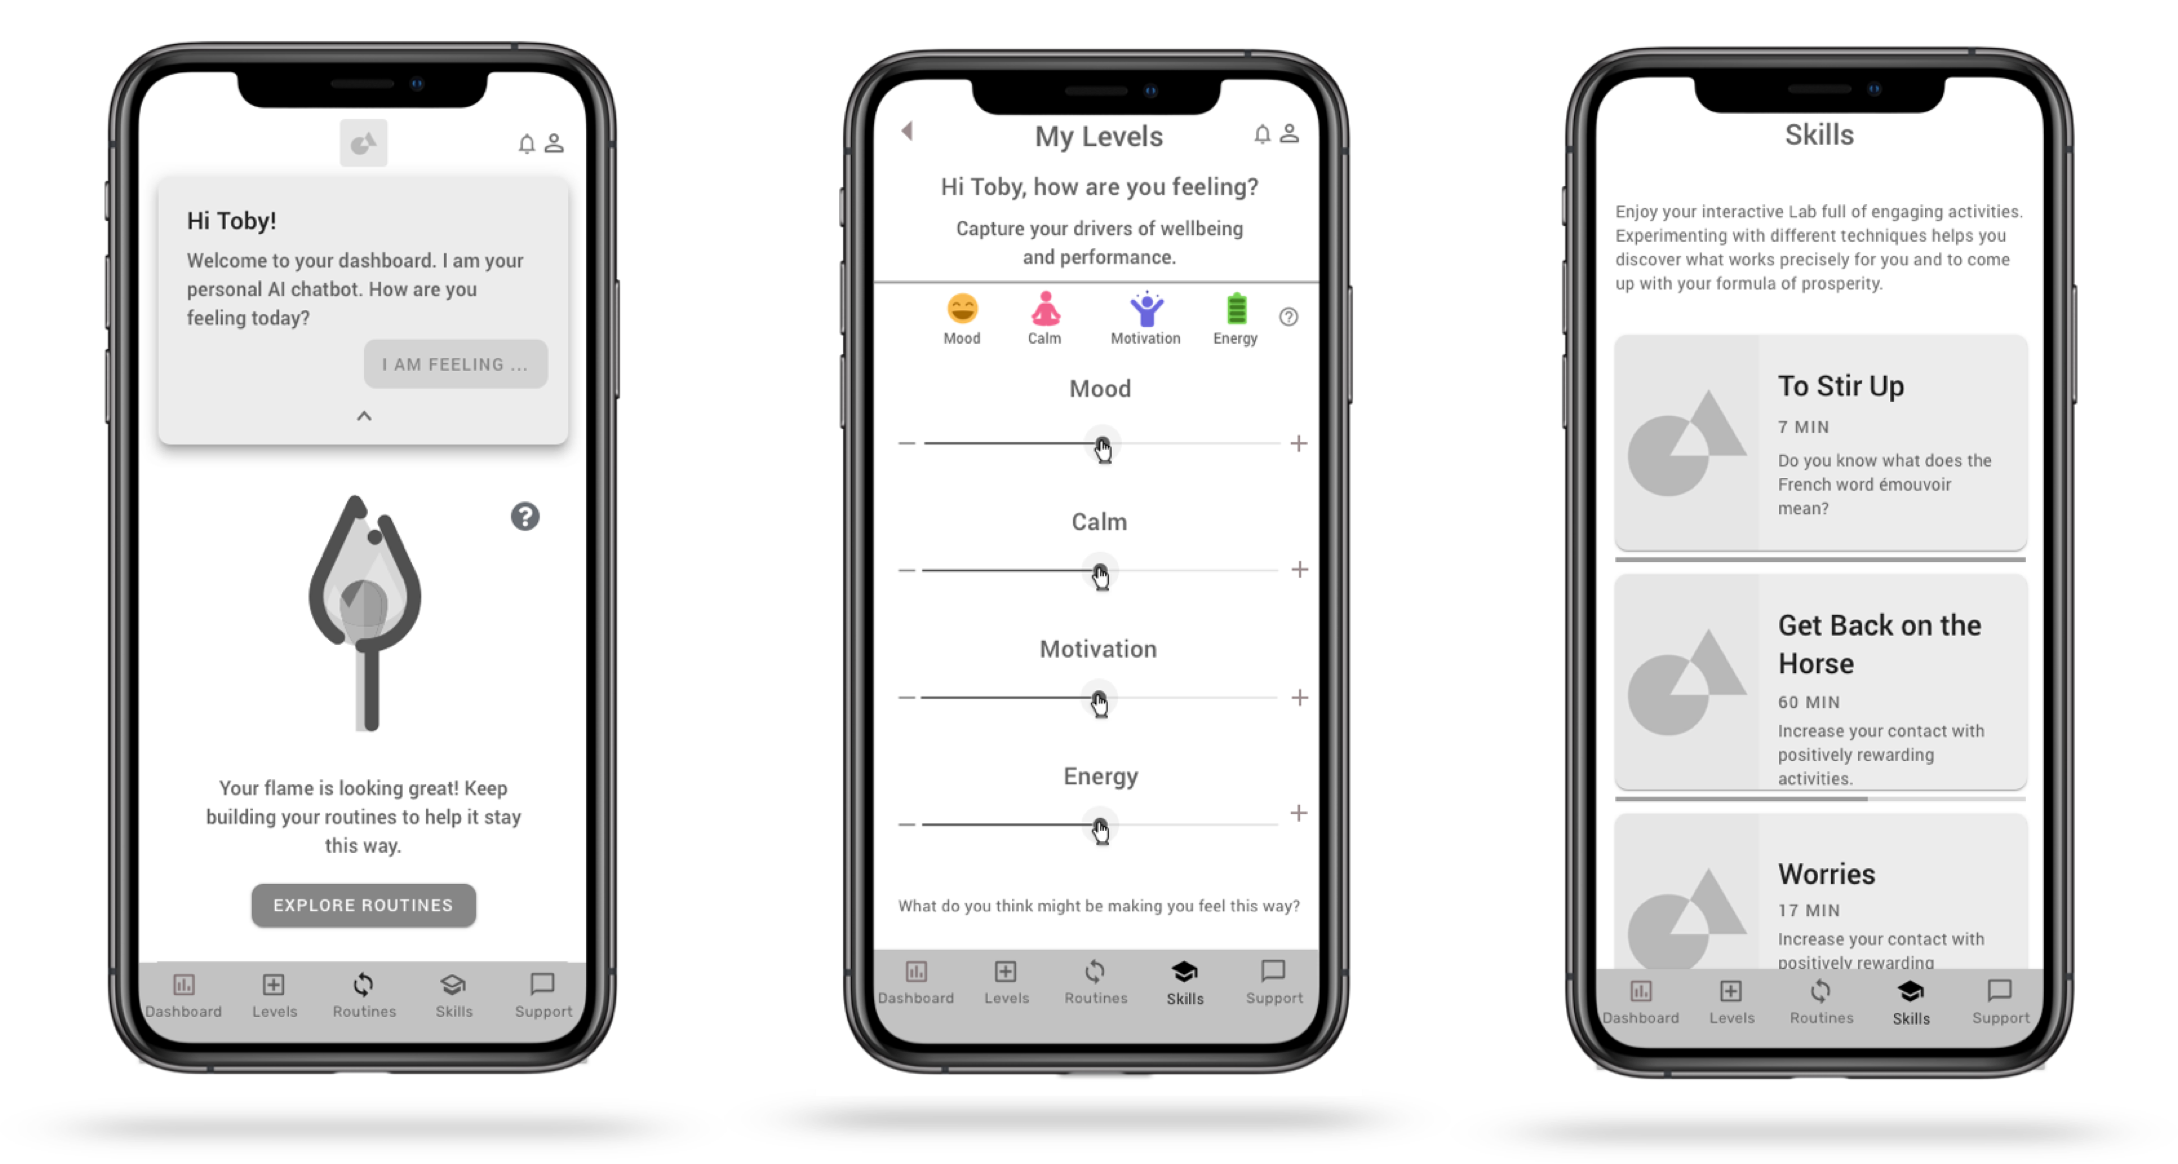 Hi Toby!
Welcome to your dashboard. I am your
personal AI chatbot. How are you
feeling today?
I AM FEELING ...
?
Your flame is looking great! Keep
building your routines to help it stay
this way.
EXPLORE ROUTINES
Dashboard Levels Routines Skills Support
My Levels
Hi Toby, how are you feeling?
Capture your drivers of wellbeing
and performance.
Mood Calm Motivation Energy ?
Mood
Calm
Motivation
Energy
What do you think might be making you feel this way?
Dashboard Levels Routines Skills Support
Skills
Enjoy your interactive Lab full of engaging activities.
Experimenting with different techniques helps you
discover what works precisely for you and to come
up with your formula of prosperity.
To Stir Up
7 MIN
Do you know what does the
French word émouvoir
mean?
Get Back on the
Horse
60 MIN
Increase your contact with
positively rewarding
activities.
Worries
17 MIN
Increase your contact with
positively rewarding
Dashboard Levels Routines Skills Support